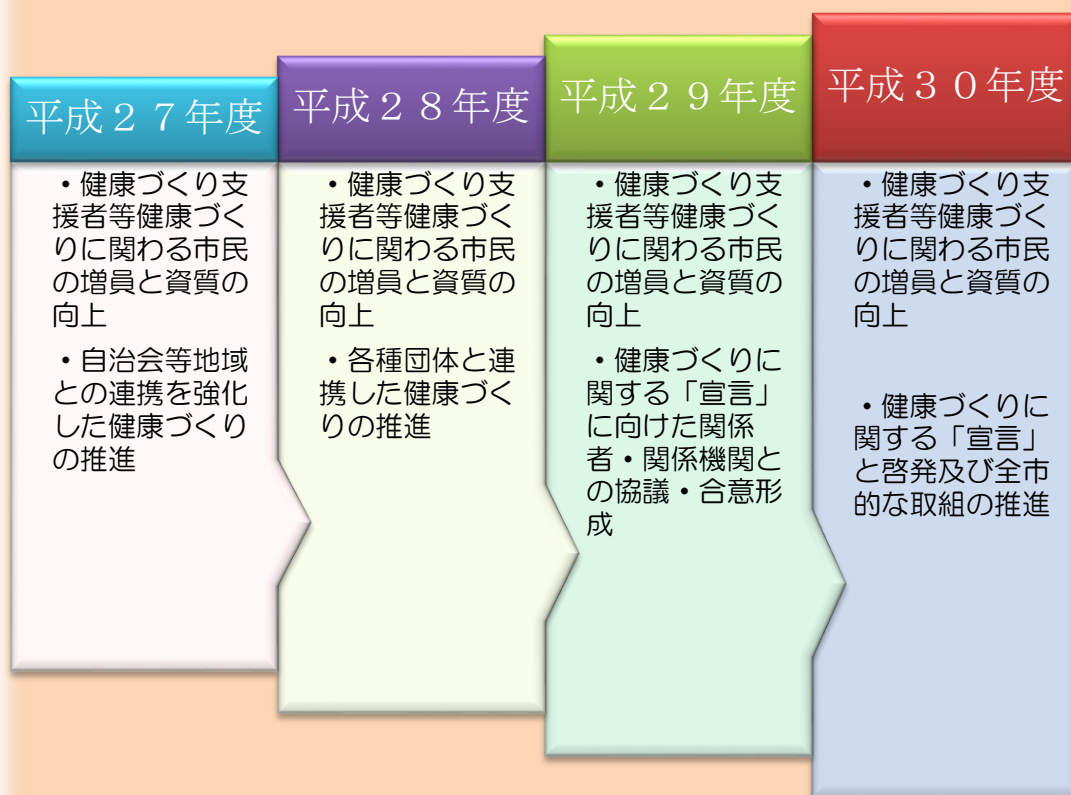 平成２７年度
・健康づくり支
援者等健康づく
りに関わる市民
の増員と資質の
向上
・自治会等地域
との連携を強化
した健康づくり
の推進
平成２８年度
・健康づくり支
援者等健康づく
りに関わる市民
の増員と資質の
向上
・各種団体と連
携した健康づく
りの推進
平成２９年度
・健康づくり支
援者等健康づく
りに関わる市民
の増員と資質の
向上
・健康づくりに
関する「宣言」
に向けた関係
者・関係機関と
の協議・合意形
成
平成３０年度
・健康づくり支
援者等健康づく
りに関わる市民
の増員と資質の
向上
・健康づくりに
関する「宣言」
と啓発及び全市
的な取組の推進